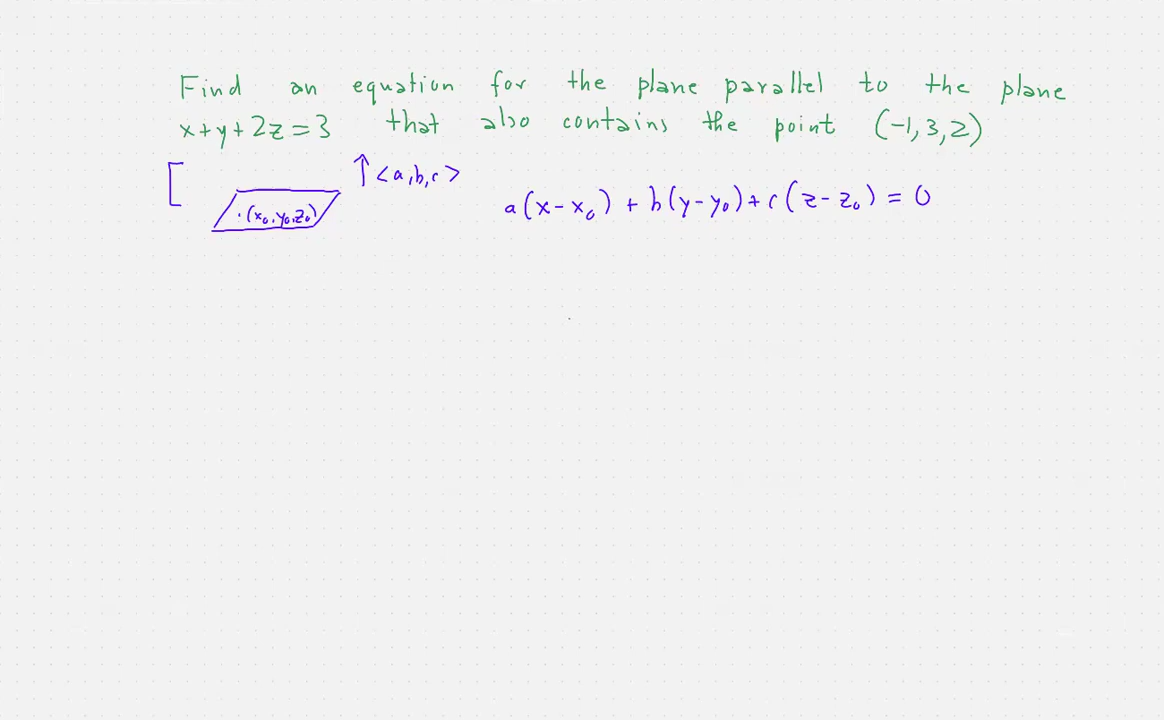 Find an equation for the plane parallel to the plane
x+y+2z=3 that also contains the point (-1,3,2)
[
<a,b,c>
.(x₀,y₀,z₀)
a(x-x₀)+b(y-y₀)+c(z-z₀)=0